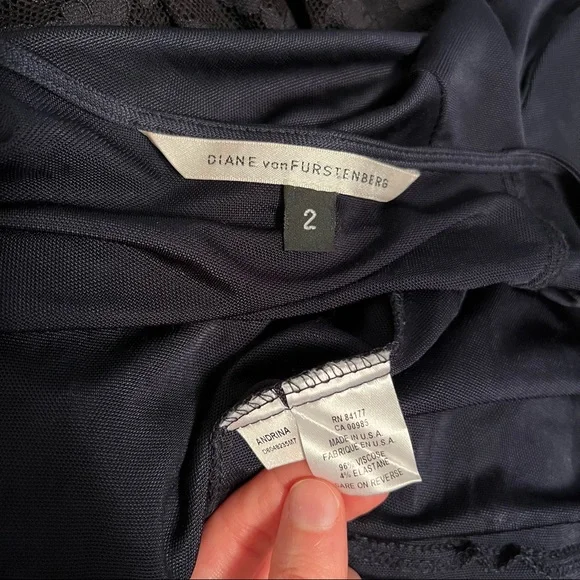 DIANE von FURSTENBERG
2
ANDRINA
RN 84177
CA 00985
MADE IN U.S.A.
FABRIQUE EN U.S.A.
96% VISCOSE
4% ELASTANE
CARE ON REVERSE